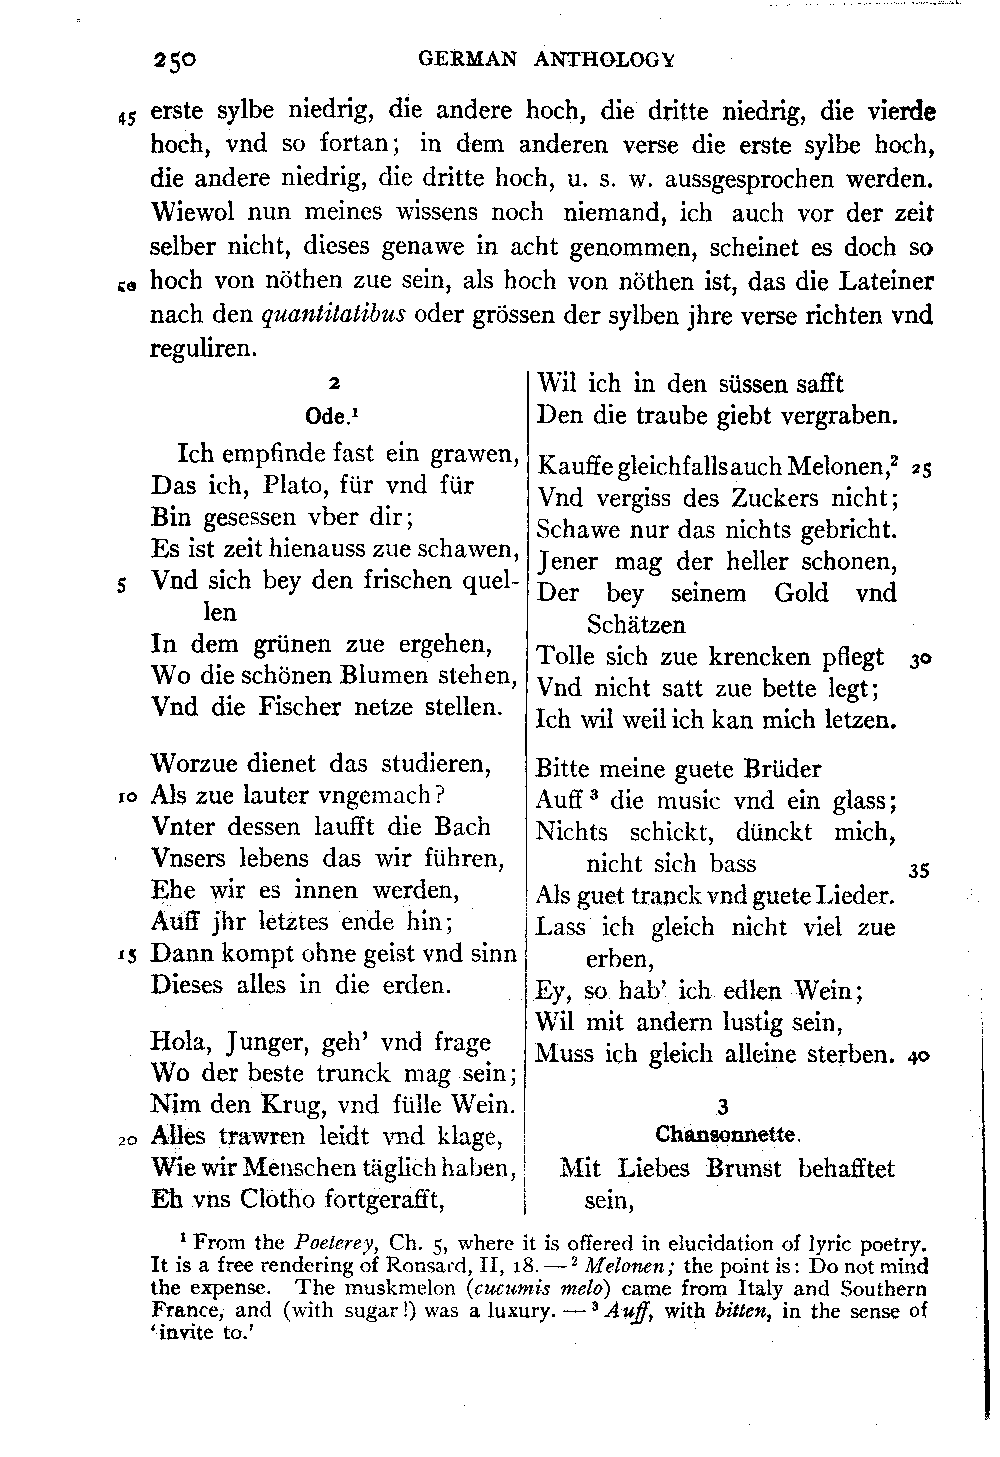 250 GERMAN ANTHOLOGY
45 erste sylbe niedrig, die andere hoch, die dritte niedrig, die vierde
hoch, vnd so fortan; in dem anderen verse die erste sylbe hoch,
die andere niedrig, die dritte hoch, u. s. w. aussgesprochen werden.
Wiewol nun meines wissens noch niemand, ich auch vor der zeit
selber nicht, dieses genawe in acht genommen, scheinet es doch so
50 hoch von nöthen zue sein, als hoch von nöthen ist, das die Lateiner
nach den quantitatibus oder grössen der sylben jhre verse richten vnd
reguliren.
2
Ode.¹
Ich empfinde fast ein grawen,
Das ich, Plato, für vnd für
Bin gesessen vber dir;
Es ist zeit hienauss zue schawen,
5 Vnd sich bey den frischen quel-
len
In dem grünen zue ergehen,
Wo die schönen Blumen stehen,
Vnd die Fischer netze stellen.
Worzue dienet das studieren,
10 Als zue lauter vngemach?
Vnter dessen laufft die Bach
Vnsers lebens das wir führen,
Ehe wir es innen werden,
Auff jhr letztes ende hin;
15 Dann kompt ohne geist vnd sinn
Dieses alles in die erden.
Hola, Junger, geh' vnd frage
Wo der beste trunck mag sein;
Nim den Krug, vnd fülle Wein.
20 Alles trawren leidt vnd klage,
Wie wir Menschen täglich haben,
Eh vns Clotho fortgerafft,
Wil ich in den süssen safft
Den die traube giebt vergraben.
Kauffe gleichfalls auch Melonen,² 25
Vnd vergiss des Zuckers nicht;
Schawe nur das nichts gebricht.
Jener mag der heller schonen,
Der bey seinem Gold vnd
Schätzen
Tolle sich zue krencken pflegt 30
Vnd nicht satt zue bette legt;
Ich wil weil ich kan mich letzen.
Bitte meine guete Brüder
Auff³ die music vnd ein glass;
Nichts schickt, dünckt mich,
nicht sich bass 35
Als guet tranck vnd guete Lieder.
Lass ich gleich nicht viel zue
erben,
Ey, so hab' ich edlen Wein;
Wil mit andern lustig sein,
Muss ich gleich alleine sterben. 40
3
Chansonnette.
Mit Liebes Brunst behafftet
sein,
¹ From the Poeterey, Ch. 5, where it is offered in elucidation of lyric poetry.
It is a free rendering of Ronsard, II, 18. — ² Melonen; the point is: Do not mind
the expense. The muskmelon (cucumis melo) came from Italy and Southern
France, and (with sugar!) was a luxury. — ³ Auff, with bitten, in the sense of
'invite to.'